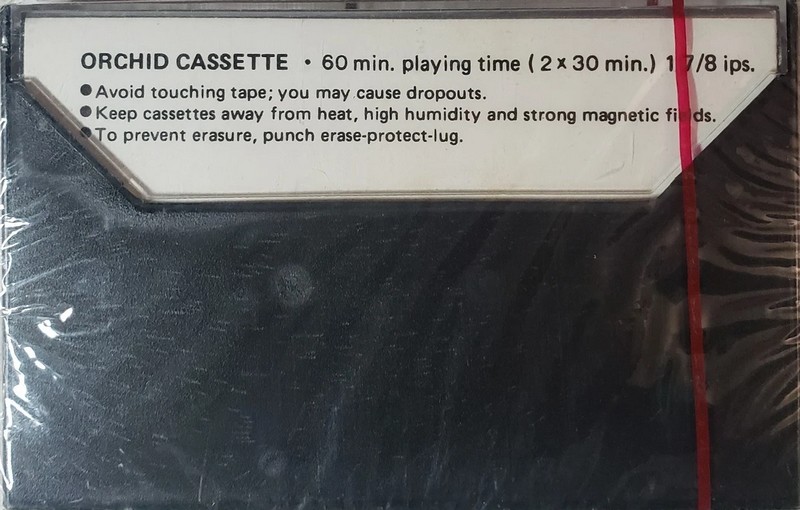 ORCHID CASSETTE • 60 min. playing time ( 2 x 30 min.) 1 7/8 ips.
● Avoid touching tape; you may cause dropouts.
● Keep cassettes away from heat, high humidity and strong magnetic fields.
● To prevent erasure, punch erase-protect-lug.